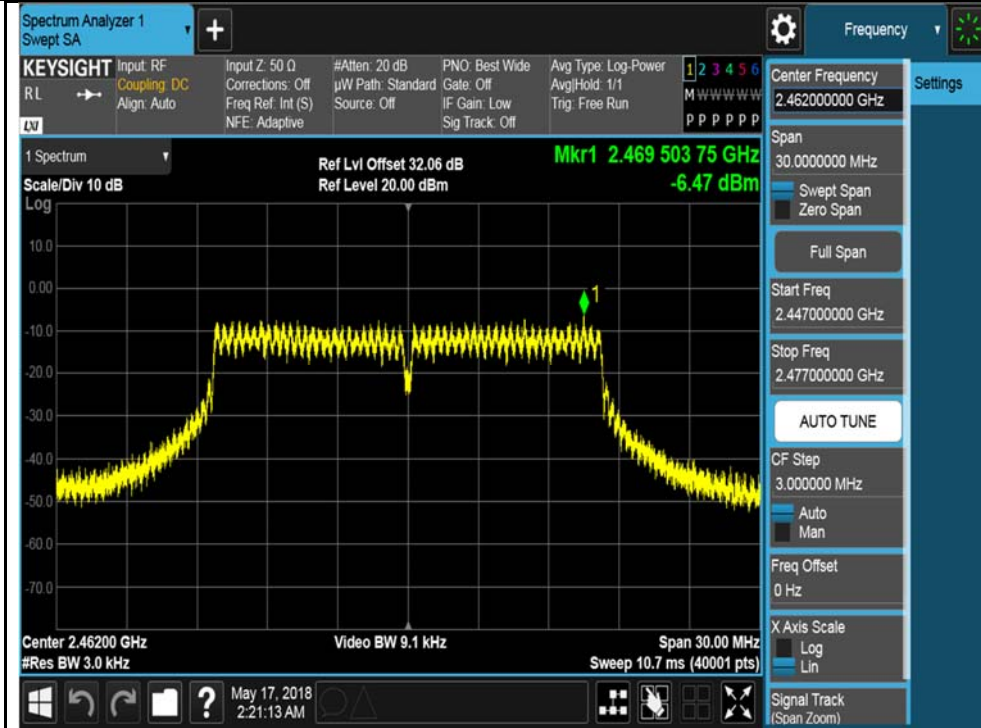 Spectrum Analyzer 1
Swept SA
+
Frequency
KEYSIGHT
RL
LXI
Input: RF
Coupling: DC
Align: Auto
Input Z: 50 Ω
Corrections: Off
Freq Ref: Int (S)
NFE: Adaptive
#Atten: 20 dB
µW Path: Standard
Source: Off
PNO: Best Wide
Gate: Off
IF Gain: Low
Sig Track: Off
Avg Type: Log-Power
Avg|Hold: 1/1
Trig: Free Run
1 2 3 4 5 6
M W W W W W
P P P P P P
1 Spectrum
Scale/Div 10 dB
Log
Ref Lvl Offset 32.06 dB
Ref Level 20.00 dBm
Mkr1 2.469 503 75 GHz
-6.47 dBm
10.0
0.00
1
-10.0
-20.0
-30.0
-40.0
-50.0
-60.0
-70.0
Center 2.46200 GHz
#Res BW 3.0 kHz
Video BW 9.1 kHz
Span 30.00 MHz
Sweep 10.7 ms (40001 pts)
?
May 17, 2018
2:21:13 AM
Center Frequency
2.462000000 GHz
Settings
Span
30.0000000 MHz
Swept Span
Zero Span
Full Span
Start Freq
2.447000000 GHz
Stop Freq
2.477000000 GHz
AUTO TUNE
CF Step
3.000000 MHz
Auto
Man
Freq Offset
0 Hz
X Axis Scale
Log
Lin
Signal Track
(Span Zoom)